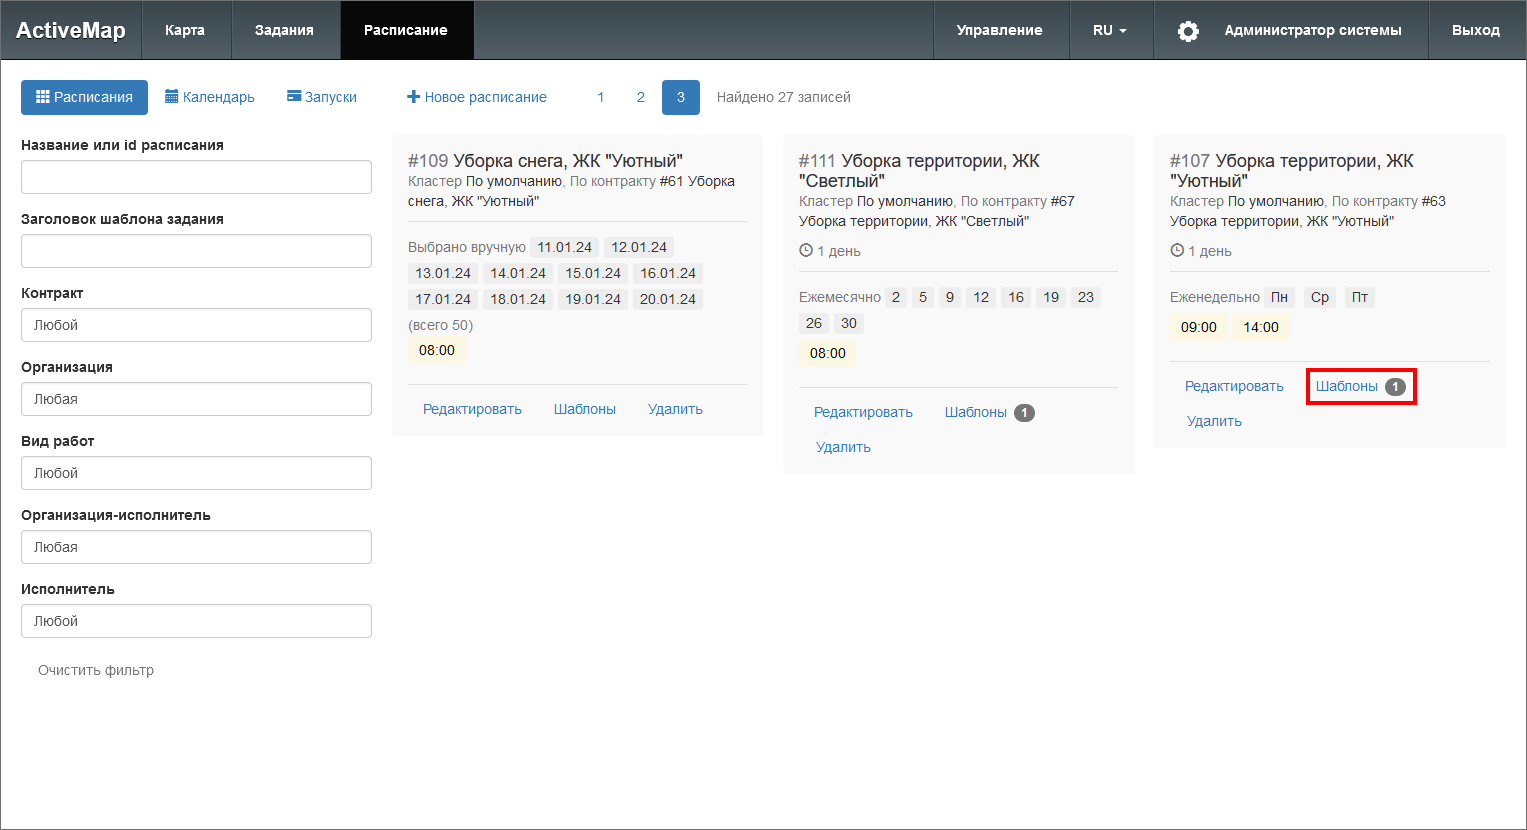 ActiveMap Карта Задания Расписание Управление RU Администратор системы Выход
Расписания Календарь Запуски Новое расписание 1 2 3 Найдено 27 записей
Название или id расписания
Заголовок шаблона задания
Контракт
Любой
Организация
Любая
Вид работ
Любой
Организация-исполнитель
Любая
Исполнитель
Любой
Очистить фильтр
#109 Уборка снега, ЖК "Уютный"
Кластер По умолчанию, По контракту #61 Уборка
снега, ЖК "Уютный"
Выбрано вручную 11.01.24 12.01.24
13.01.24 14.01.24 15.01.24 16.01.24
17.01.24 18.01.24 19.01.24 20.01.24
(всего 50)
08:00
Редактировать Шаблоны Удалить
#111 Уборка территории, ЖК
"Светлый"
Кластер По умолчанию, По контракту #67
Уборка территории, ЖК "Светлый"
1 день
Ежемесячно 2 5 9 12 16 19 23
26 30
08:00
Редактировать Шаблоны 1
Удалить
#107 Уборка территории, ЖК
"Уютный"
Кластер По умолчанию, По контракту #63
Уборка территории, ЖК "Уютный"
1 день
Еженедельно Пн Ср Пт
09:00 14:00
Редактировать Шаблоны 1
Удалить